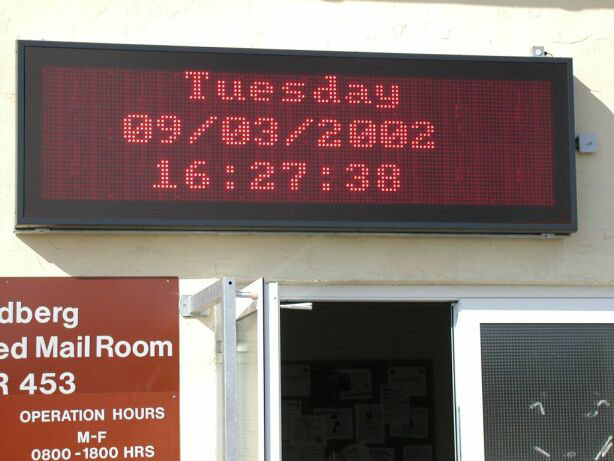 Tuesday
09/03/2002
16:27:38
dberg
ed Mail Room
R 453
OPERATION HOURS
M-F
0800-1800 HRS